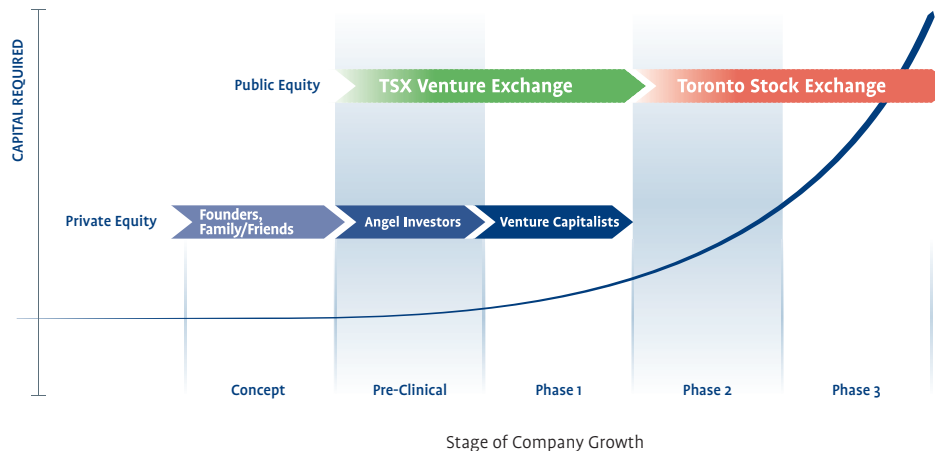 CAPITAL REQUIRED
Public Equity
TSX Venture Exchange
Toronto Stock Exchange
Private Equity
Founders,
Family/Friends
Angel Investors
Venture Capitalists
Concept
Pre-Clinical
Phase 1
Phase 2
Phase 3
Stage of Company Growth